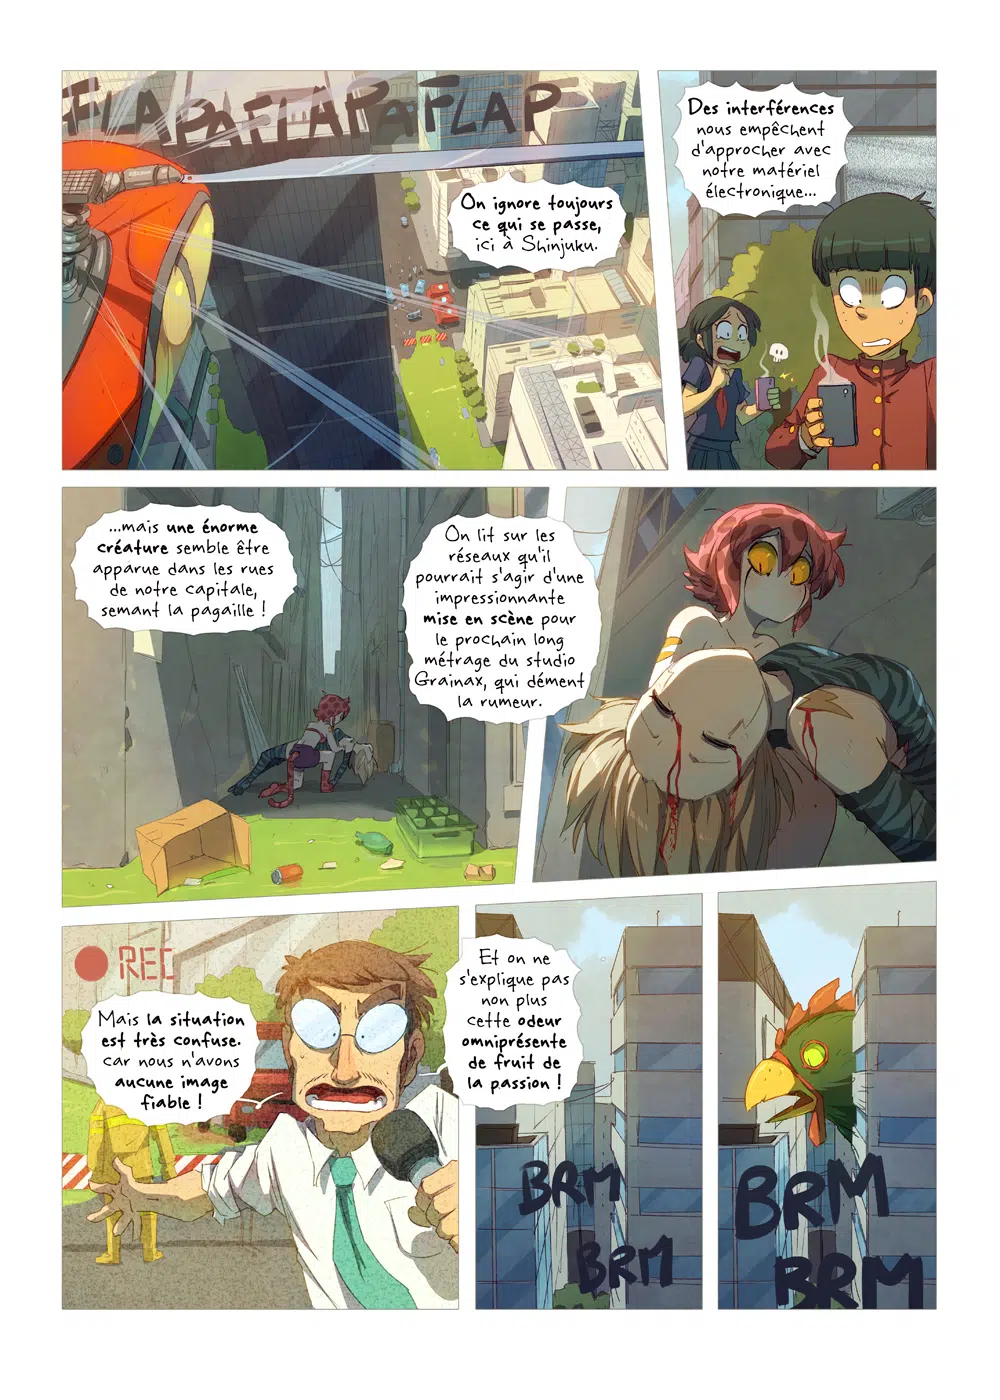 FLAPAFLAPAFLAP
On ignore toujours
ce qui se passe,
ici à Shinjuku.
Des interférences
nous empêchent
d'approcher avec
notre matériel
électronique...
...mais une énorme
créature semble être
apparue dans les rues
de notre capitale,
semant la pagaille !
On lit sur les
réseaux qu'il
pourrait s'agir d'une
impressionnante
mise en scène pour
le prochain long
métrage du studio
Grainax, qui dément
la rumeur.
REC
Mais la situation
est très confuse.
car nous n'avons
aucune image
fiable !
Et on ne
s'explique pas
non plus
cette odeur
omniprésente
de fruit de
la passion !
BRM
BRM
BRM
BRM